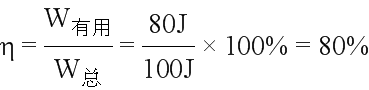 η = W有用 / W总 = 80J / 100J × 100% = 80%